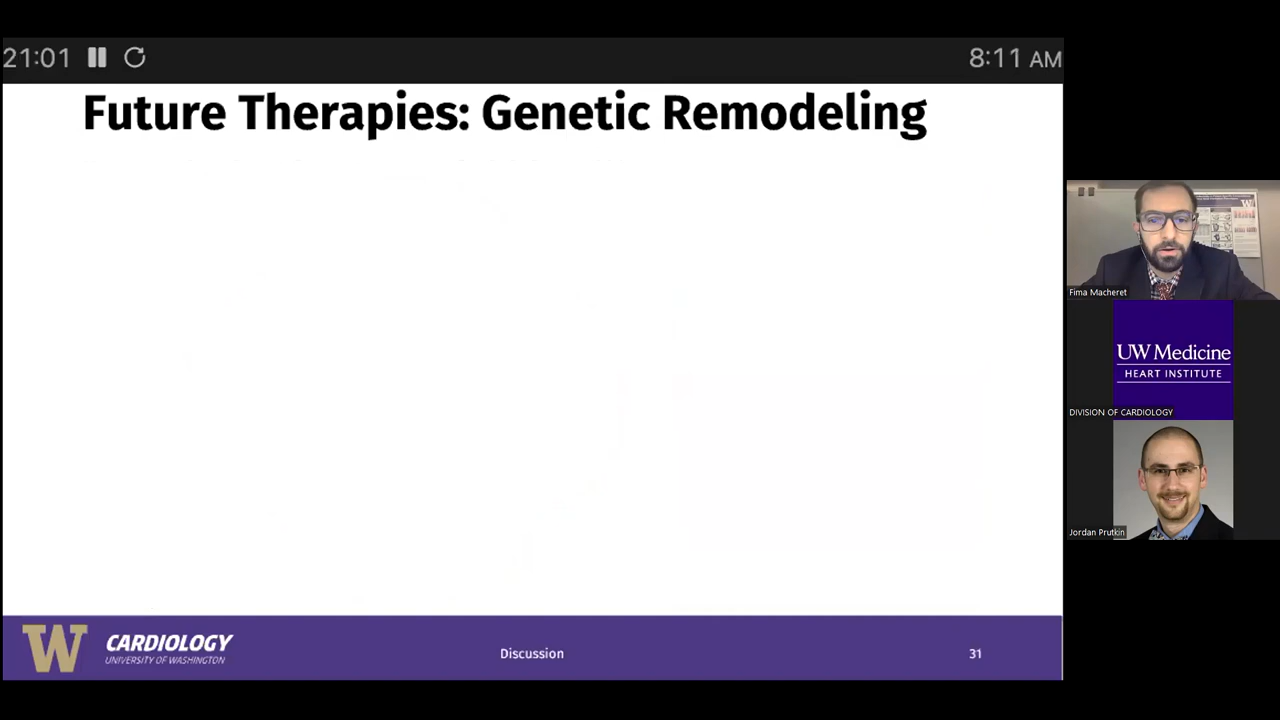 21:01
8:11 AM
Future Therapies: Genetic Remodeling
Fima Macheret
UW Medicine
HEART INSTITUTE
DIVISION OF CARDIOLOGY
Jordan Prutkin
W
CARDIOLOGY
UNIVERSITY OF WASHINGTON
Discussion
31